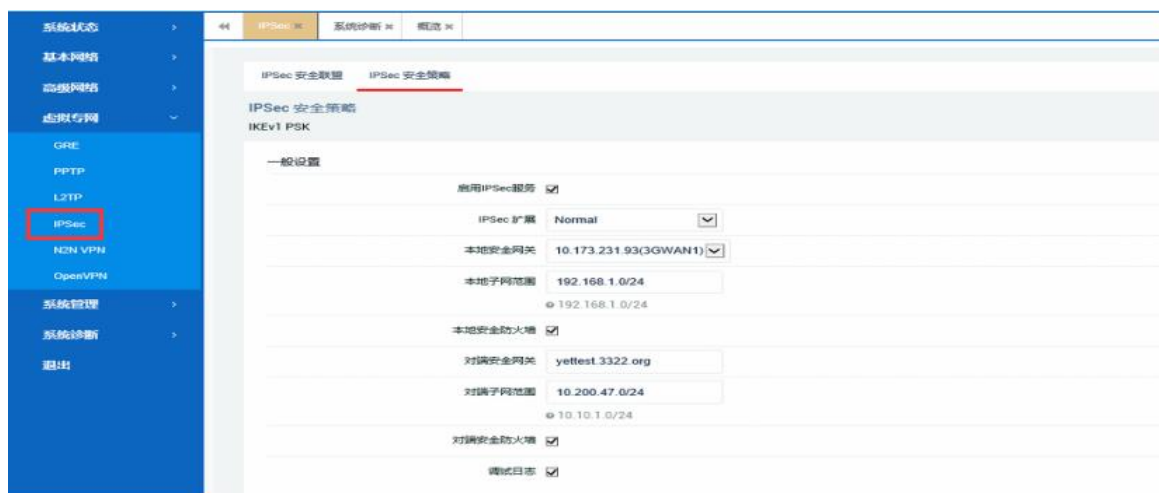 系统状态
基本网络
高级网络
虚拟专网
GRE
PPTP
L2TP
IPSec
N2N VPN
OpenVPN
系统管理
系统诊断
退出
IPSec 系统诊断 概览
IPSec 安全联盟 IPSec 安全策略
IPSec 安全策略
IKEv1 PSK
一般设置
启用IPSec服务
IPSec 扩展 Normal
本地安全网关 10.173.231.93(3GWAN1)
本地子网范围 192.168.1.0/24
192.168.1.0/24
本地安全防火墙
对端安全网关 yettest.3322.org
对端子网范围 10.200.47.0/24
10.10.1.0/24
对端安全防火墙
调试日志